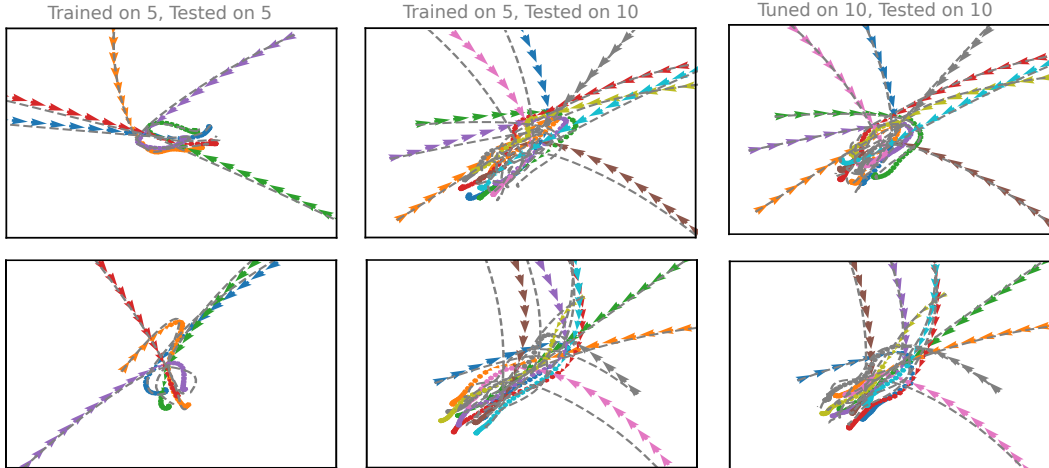 Trained on 5, Tested on 5
Trained on 5, Tested on 10
Tuned on 10, Tested on 10